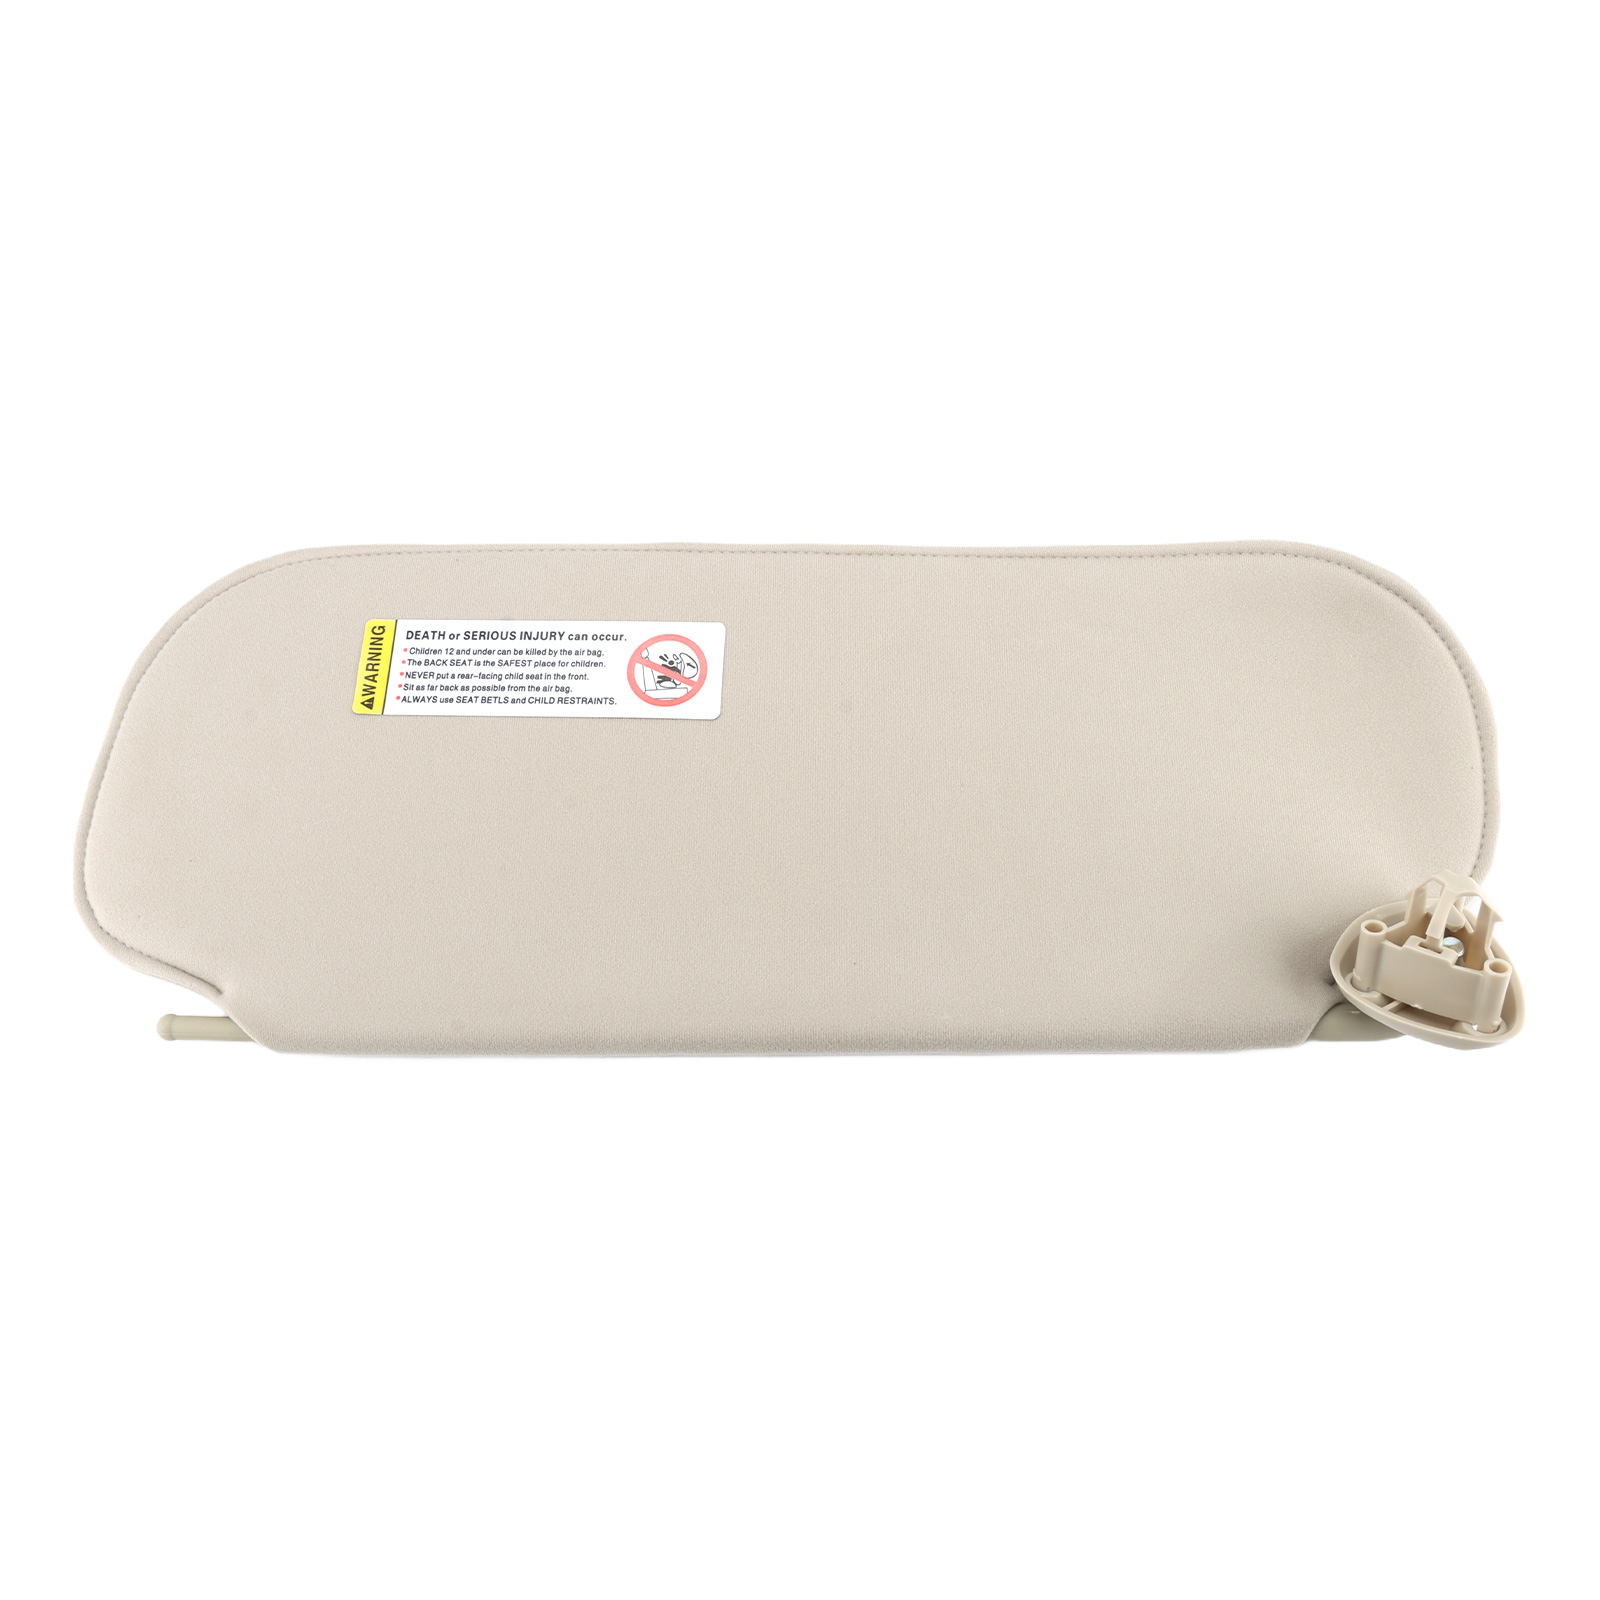 WARNING
DEATH or SERIOUS INJURY can occur.
• Children 12 and under can be killed by the air bag.
• The BACK SEAT is the SAFEST place for children.
• NEVER put a rear-facing child seat in the front.
• Sit as far back as possible from the air bag.
• ALWAYS use SEAT BETLS and CHILD RESTRAINTS.